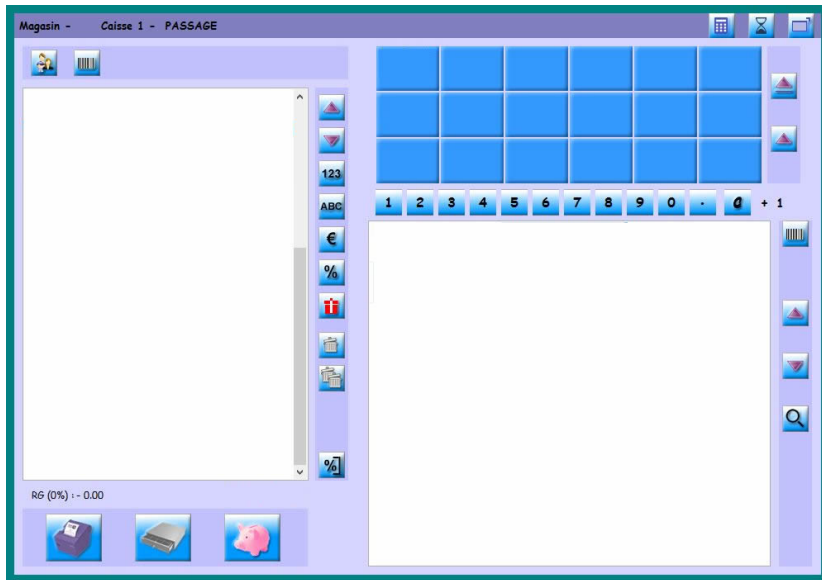 Magasin - Caisse 1 - PASSAGE
123
ABC
€
%
%]
1 2 3 4 5 6 7 8 9 0 . + 1
RG (0%) : - 0.00